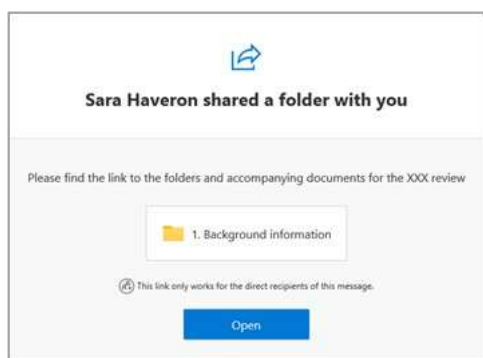 Sara Haveron shared a folder with you
Please find the link to the folders and accompanying documents for the XXX review
1. Background information
This link only works for the direct recipients of this message.
Open